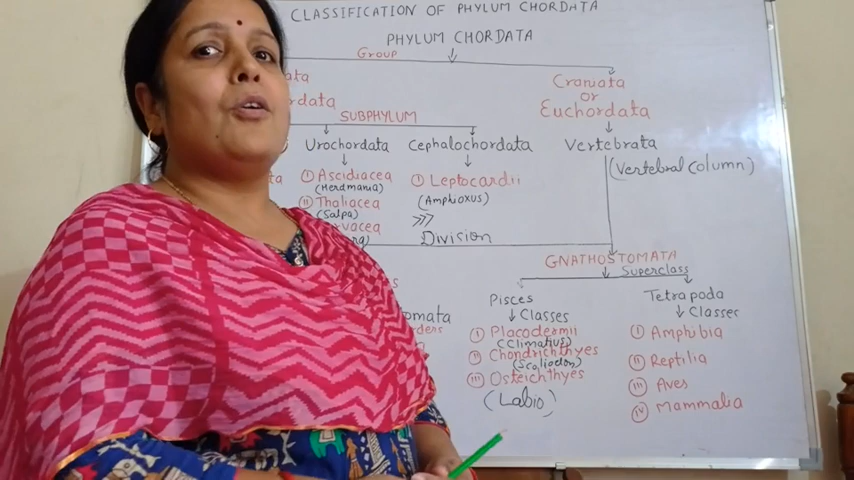 CLASSIFICATION OF PHYLUM CHORDATA
PHYLUM CHORDATA
Group
Craniata
or
Euchordata
SUBPHYLUM
Urochordata
Cephalochordata
Vertebrata
(Vertebral column)
I Ascidiacea
(Herdmania)
II Thaliacea
(Salpa)
I Leptocardii
(Amphioxus)
>>>
Division
GNATHOSTOMATA
Superclass
Pisces
Classes
I Placodermii
(Climatius)
II Chondrichthyes
(Scoliodon)
III Osteichthyes
(Labio)
Tetrapoda
Classes
I Amphibia
II Reptilia
III Aves
IV Mammalia